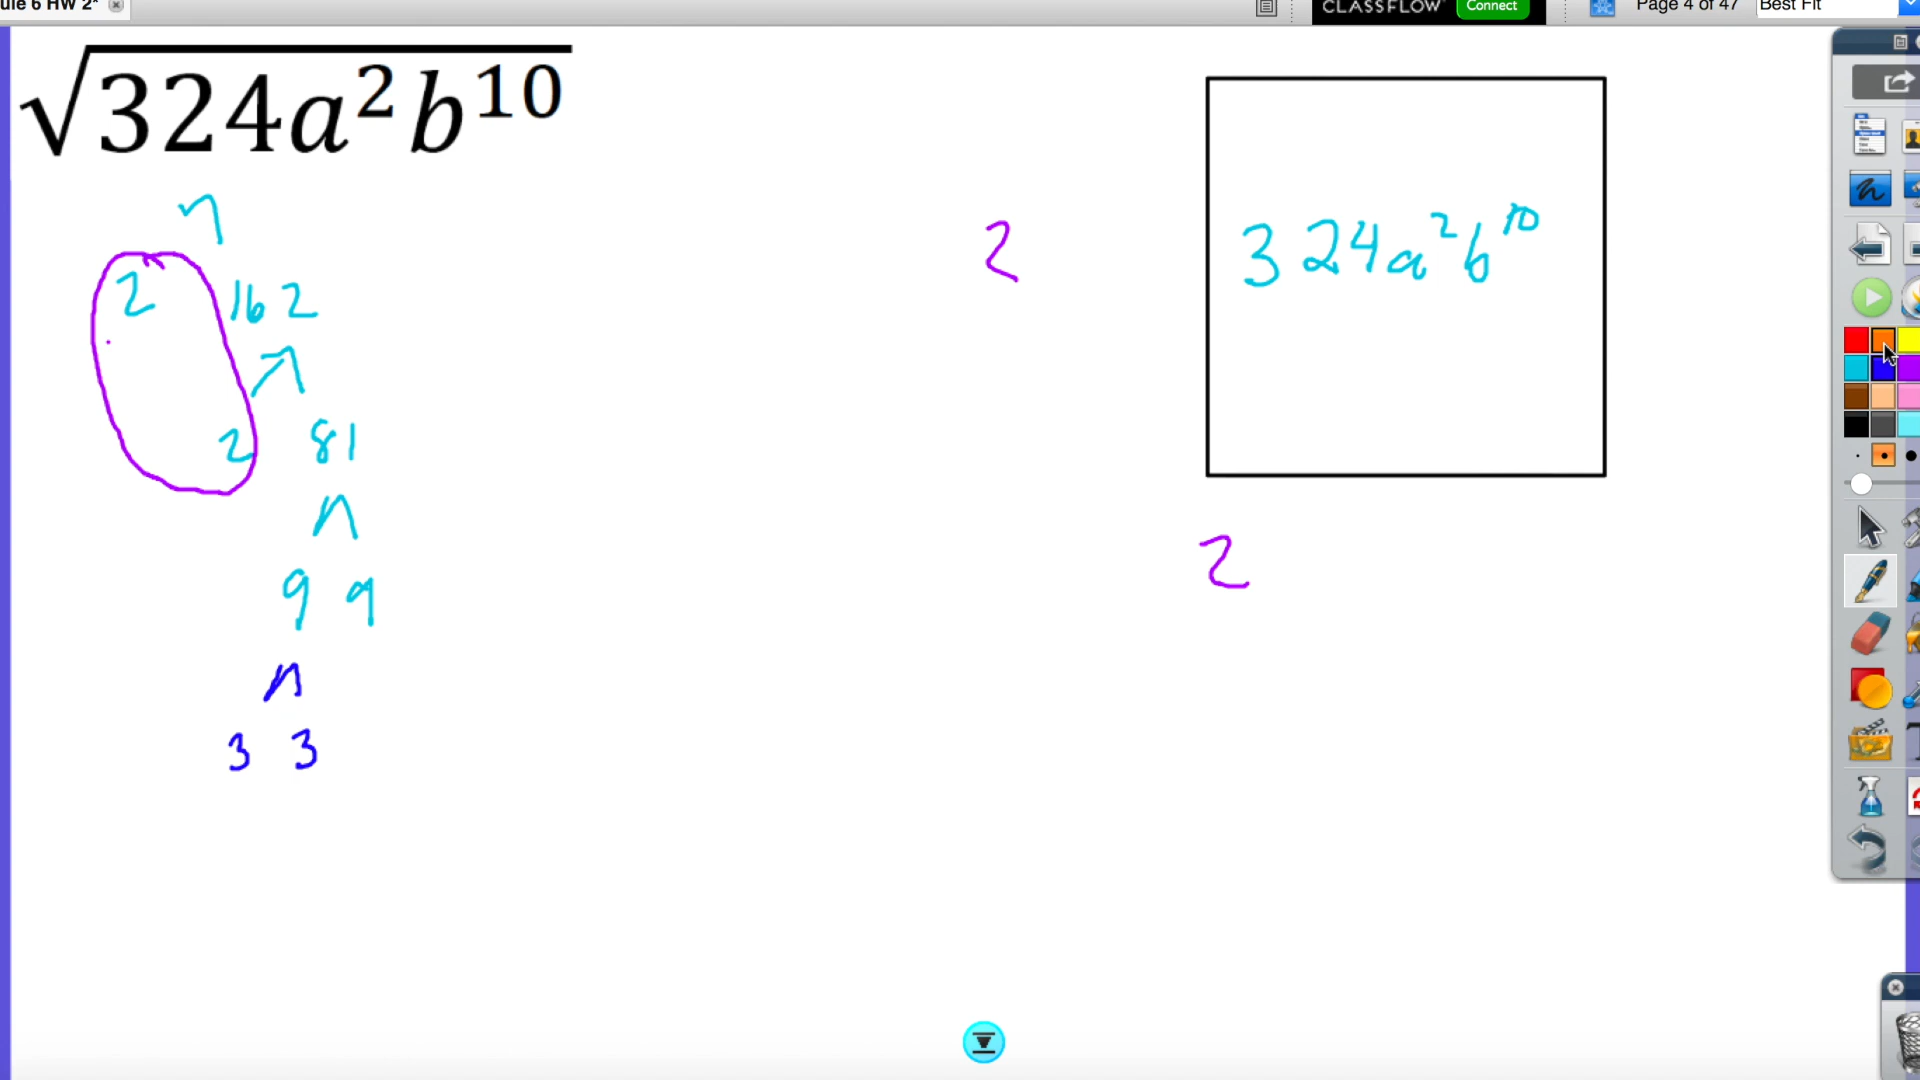 ule 6 HW 2*
CLASSFLOW Connect
Page 4 of 47 Best Fit
√324a²b¹⁰
2 162
2 81
9 9
3 3
2
324a²b¹⁰
2